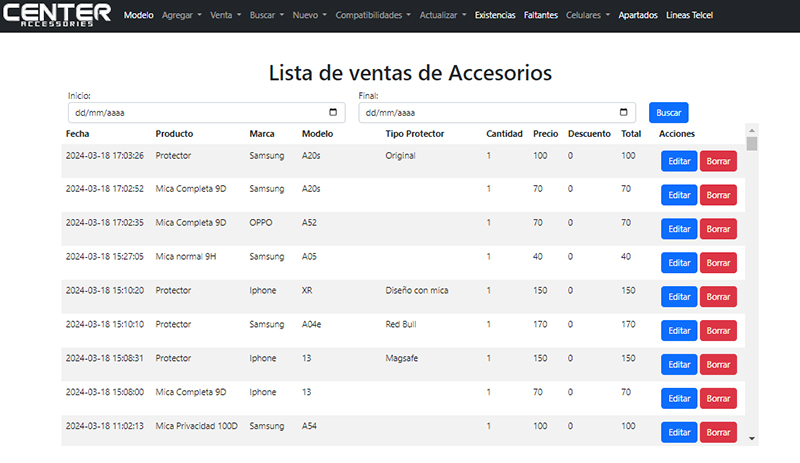 CENTER
ACCESSORIES
Modelo Agregar Venta Buscar Nuevo Compatibilidades Actualizar Existencias Faltantes Celulares Apartados Lineas Telcel
Lista de ventas de Accesorios
Inicio: Final:
dd/mm/aaaa dd/mm/aaaa Buscar
Fecha Producto Marca Modelo Tipo Protector Cantidad Precio Descuento Total Acciones
2024-03-18 17:03:26 Protector Samsung A20s Original 1 100 0 100 Editar Borrar
2024-03-18 17:02:52 Mica Completa 9D Samsung A20s 1 70 0 70 Editar Borrar
2024-03-18 17:02:35 Mica Completa 9D OPPO A52 1 70 0 70 Editar Borrar
2024-03-18 15:27:05 Mica normal 9H Samsung A05 1 40 0 40 Editar Borrar
2024-03-18 15:10:20 Protector Iphone XR Diseño con mica 1 150 0 150 Editar Borrar
2024-03-18 15:10:10 Protector Samsung A04e Red Bull 1 170 0 170 Editar Borrar
2024-03-18 15:08:31 Protector Iphone 13 Magsafe 1 150 0 150 Editar Borrar
2024-03-18 15:08:00 Mica Completa 9D Iphone 13 1 70 0 70 Editar Borrar
2024-03-18 11:02:13 Mica Privacidad 100D Samsung A54 1 100 0 100 Editar Borrar